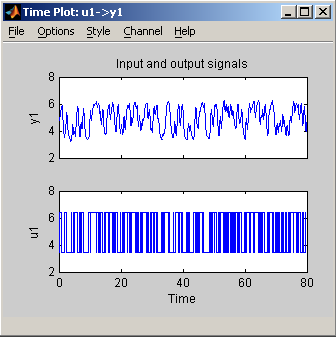 Time Plot: u1->y1
File Options Style Channel Help
Input and output signals
8
6
4
2
y1
8
6
4
2
u1
0 20 40 60 80
Time